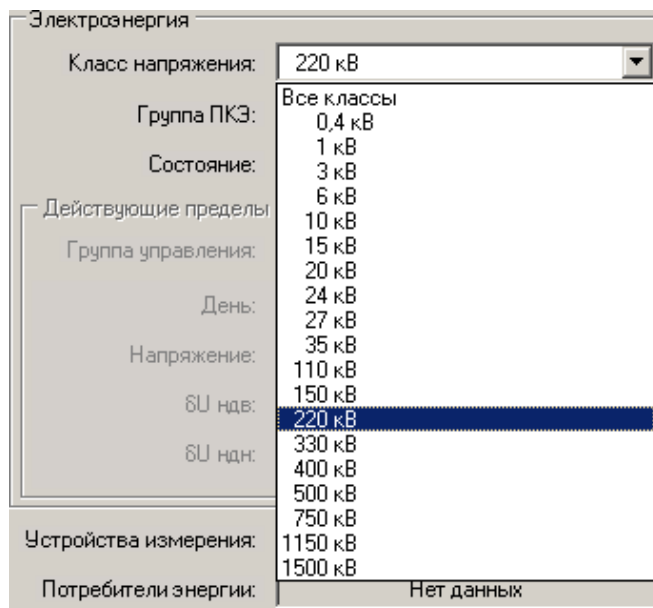 Электроэнергия
Класс напряжения: 220 кВ
Все классы
Группа ПКЭ:
0,4 кВ
1 кВ
Состояние:
3 кВ
6 кВ
Действующие пределы
10 кВ
Группа управления:
15 кВ
20 кВ
24 кВ
День:
27 кВ
Напряжение:
35 кВ
110 кВ
δU ндв:
150 кВ
220 кВ
δU ндн:
330 кВ
400 кВ
500 кВ
750 кВ
Устройства измерения:
1150 кВ
1500 кВ
Потребители энергии: Нет данных